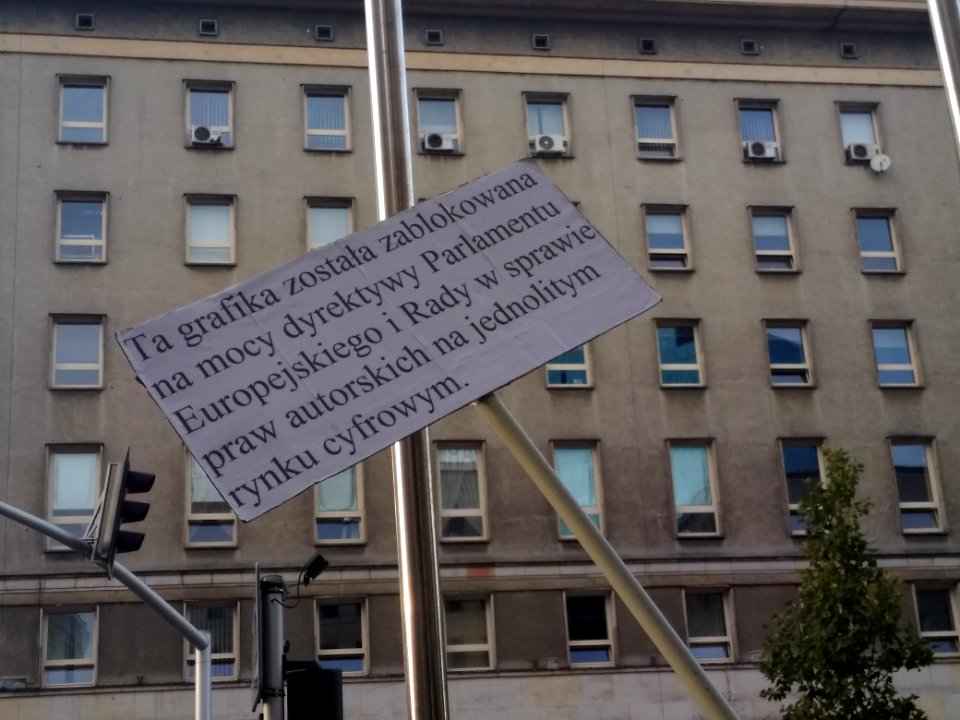 Ta grafika została zablokowana
na mocy dyrektywy Parlamentu
Europejskiego i Rady w sprawie
praw autorskich na jednolitym
rynku cyfrowym.